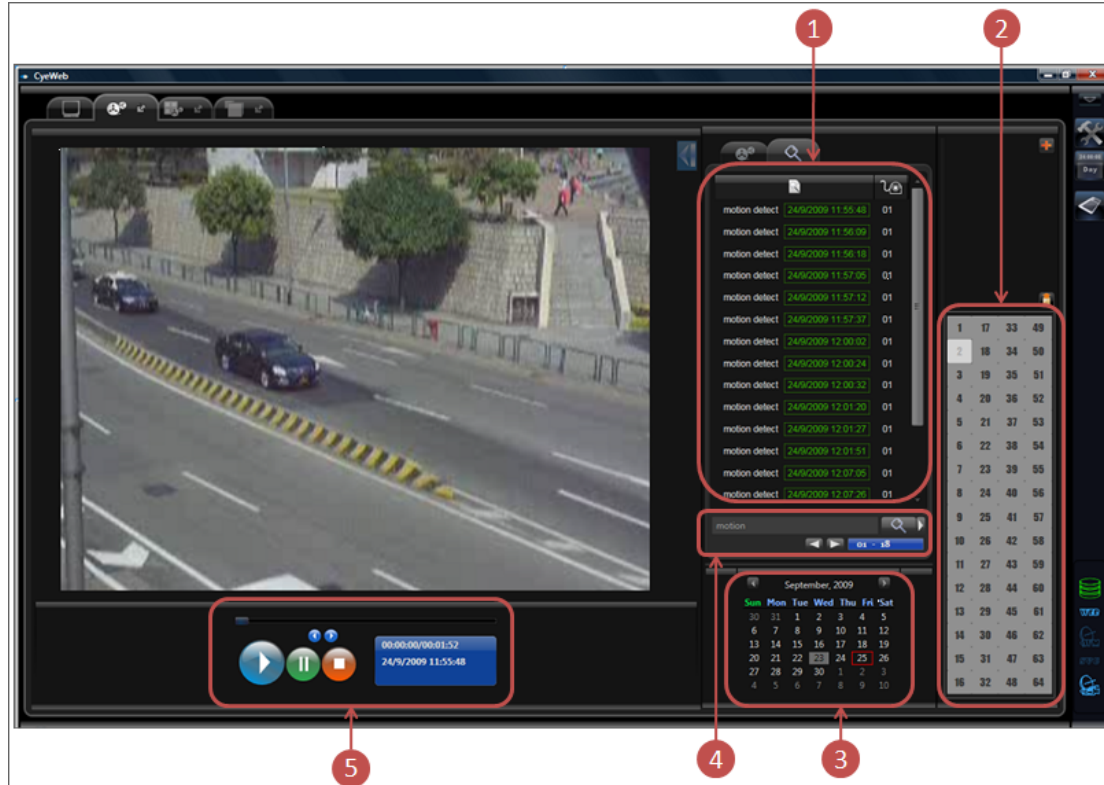 1
2
CyeWeb
Day
motion detect 24/9/2009 11:55:48 01
motion detect 24/9/2009 11:56:09 01
motion detect 24/9/2009 11:56:18 01
motion detect 24/9/2009 11:57:05 01
motion detect 24/9/2009 11:57:12 01
motion detect 24/9/2009 11:57:37 01
motion detect 24/9/2009 12:00:02 01
motion detect 24/9/2009 12:00:24 01
motion detect 24/9/2009 12:00:32 01
motion detect 24/9/2009 12:01:20 01
motion detect 24/9/2009 12:01:27 01
motion detect 24/9/2009 12:01:51 01
motion detect 24/9/2009 12:07:05 01
motion detect 24/9/2009 12:07:26 01
motion
01 - 18
1 17 33 49
2 18 34 50
3 19 35 51
4 20 36 52
5 21 37 53
6 22 38 54
7 23 39 55
8 24 40 56
9 25 41 57
10 26 42 58
11 27 43 59
12 28 44 60
13 29 45 61
14 30 46 62
15 31 47 63
16 32 48 64
September, 2009
Sun Mon Tue Wed Thu Fri Sat
30 31 1 2 3 4 5
6 7 8 9 10 11 12
13 14 15 16 17 18 19
20 21 22 23 24 25 26
27 28 29 30 1 2 3
4 5 6 7 8 9 10
00:00:00/00:01:52
24/9/2009 11:55:48
WEB
5
4
3